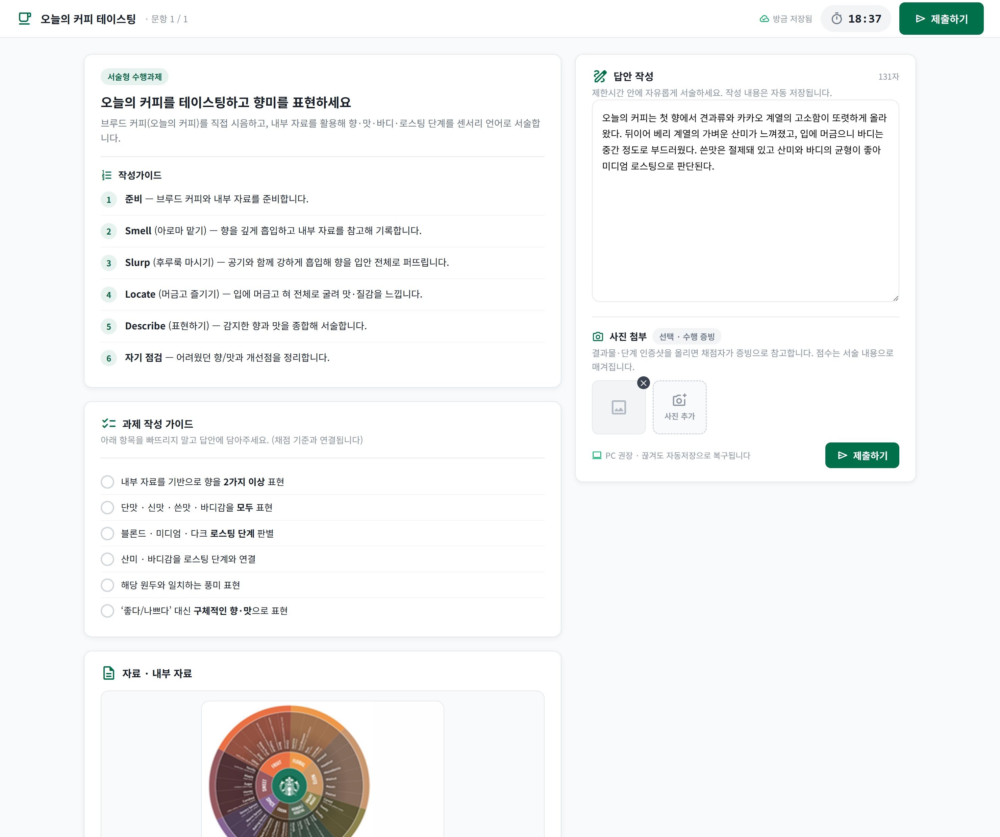 오늘의 커피 테이스팅 · 문항 1 / 1
방금 저장됨
18:37
제출하기
서술형 수행과제
오늘의 커피를 테이스팅하고 향미를 표현하세요
브루드 커피(오늘의 커피)를 직접 시음하고, 내부 자료를 활용해 향·맛·바디·로스팅 단계를 센서리 언어로 서술합
니다.
작성가이드
1 준비 — 브루드 커피와 내부 자료를 준비합니다.
2 Smell (아로마 맡기) — 향을 깊게 흡입하고 내부 자료를 참고해 기록합니다.
3 Slurp (후루룩 마시기) — 공기와 함께 강하게 흡입해 향을 입안 전체로 퍼뜨립니다.
4 Locate (머금고 즐기기) — 입에 머금고 혀 전체로 굴려 맛·질감을 느낍니다.
5 Describe (표현하기) — 감지한 향과 맛을 종합해 서술합니다.
6 자기 점검 — 어려웠던 향/맛과 개선점을 정리합니다.
과제 작성 가이드
아래 항목을 빠뜨리지 말고 답안에 담아주세요. (채점 기준과 연결됩니다)
내부 자료를 기반으로 향을 2가지 이상 표현
단맛 · 신맛 · 쓴맛 · 바디감을 모두 표현
블론드 · 미디엄 · 다크 로스팅 단계 판별
산미 · 바디감을 로스팅 단계와 연결
해당 원두와 일치하는 풍미 표현
‘좋다/나쁘다’ 대신 구체적인 향·맛으로 표현
자료 · 내부 자료
FRUIT
FLORAL
NUTS
SWEET
SPICE
COCOA
Macadamia
Walnut
Pecan
Peanut
Maple
Sugar
Honey
답안 작성
131자
제한시간 안에 자유롭게 서술하세요. 작성 내용은 자동 저장됩니다.
오늘의 커피는 첫 향에서 견과류와 카카오 계열의 고소함이 또렷하게 올라
왔다. 뒤이어 베리 계열의 가벼운 산미가 느껴졌고, 입에 머금으니 바디는
중간 정도로 부드러웠다. 쓴맛은 절제돼 있고 산미와 바디의 균형이 좋아
미디엄 로스팅으로 판단된다.
사진 첨부
선택 · 수행 증빙
결과물·단계 인증샷을 올리면 채점자가 증빙으로 참고합니다. 점수는 서술 내용으로
매겨집니다.
사진 추가
PC 권장 · 끊겨도 자동저장으로 복구됩니다
제출하기